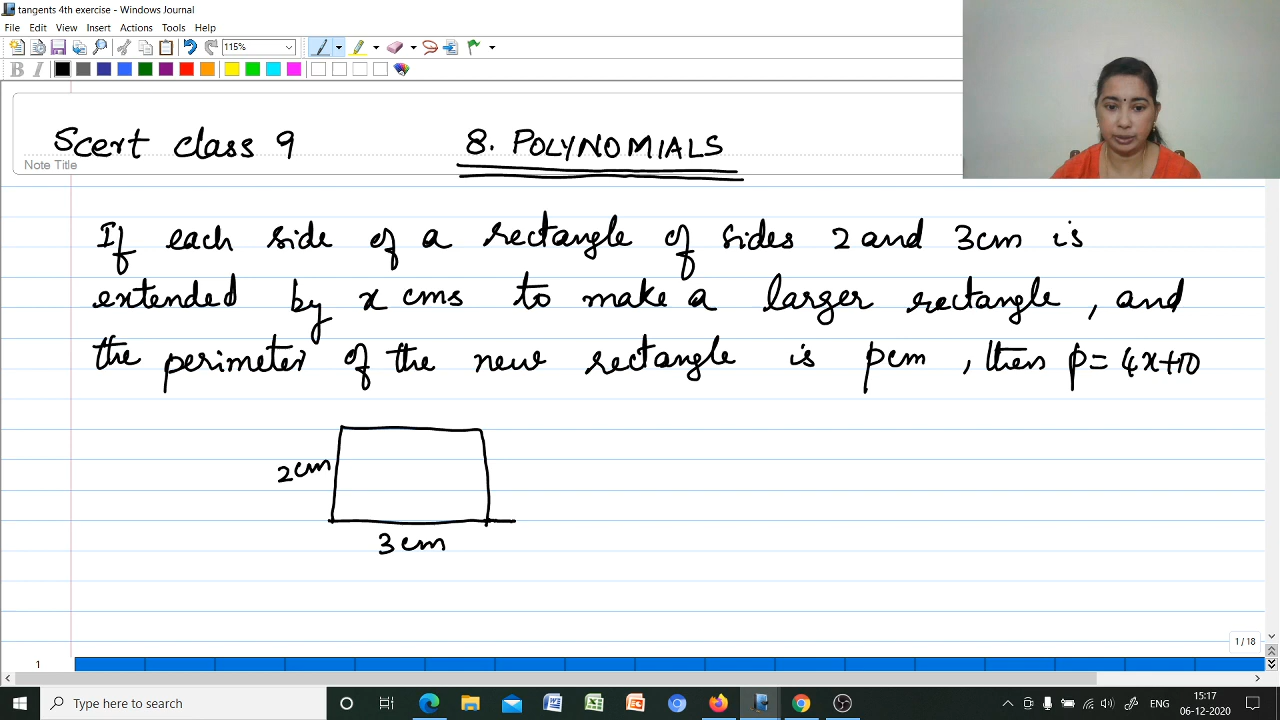 tangents 4th exercise - Windows Journal
File Edit View Insert Actions Tools Help
115%
B I
Scert class 9 8. POLYNOMIALS
Note Title
If each side of a rectangle of sides 2 and 3cm is
extended by x cms to make a larger rectangle, and
the perimeter of the new rectangle is pcm, then p = 4x+10
2cm
3cm
1 / 18
1
Type here to search
ENG
15:17
06-12-2020